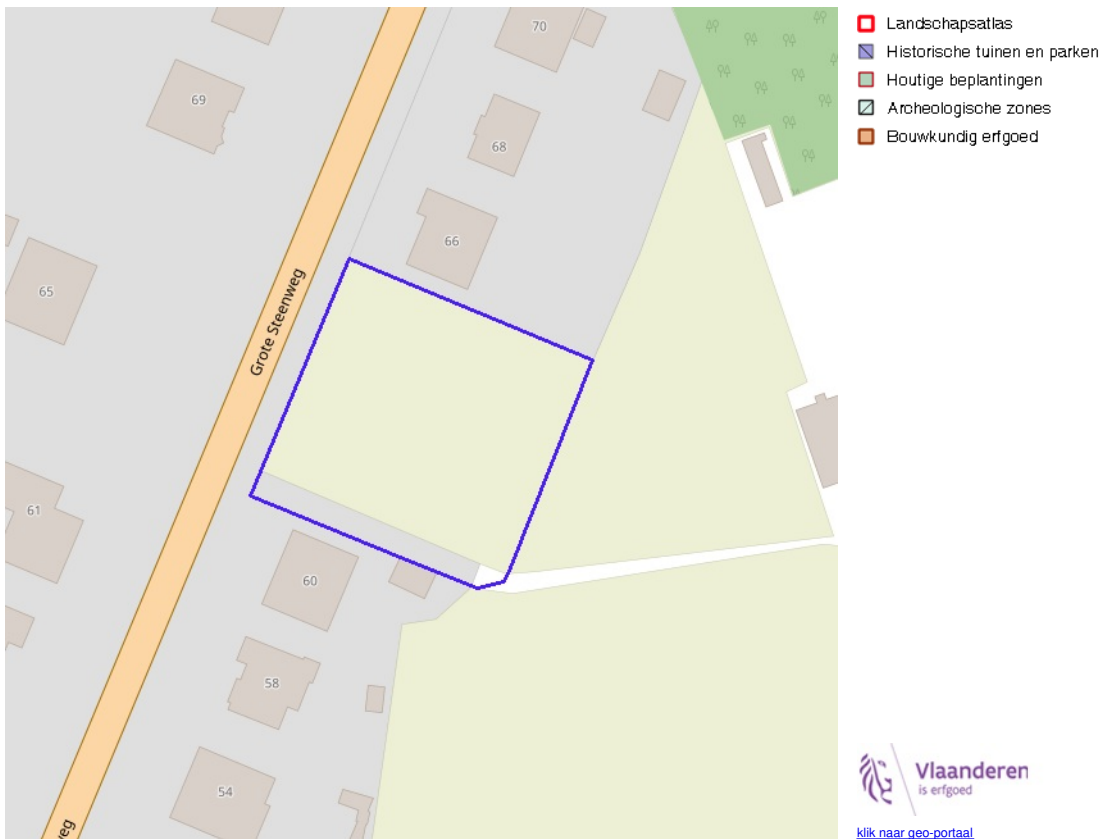 70
69
68
66
65
Grote Steenweg
61
60
58
54
weg
Landschapsatlas
Historische tuinen en parken
Houtige beplantingen
Archeologische zones
Bouwkundig erfgoed
Vlaanderen
is erfgoed
klik naar geo-portaal